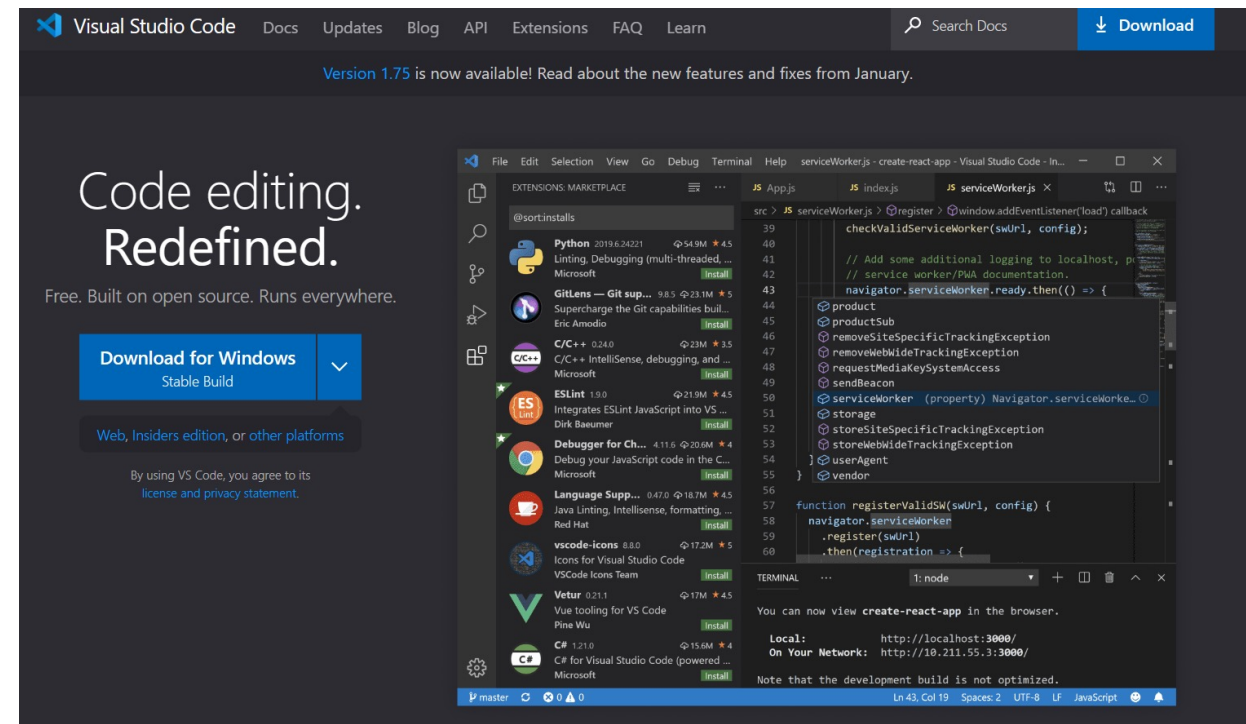 Visual Studio Code Docs Updates Blog API Extensions FAQ Learn Search Docs Download
Version 1.75 is now available! Read about the new features and fixes from January.
Code editing.
Redefined.
Free. Built on open source. Runs everywhere.
Download for Windows
Stable Build
Web, Insiders edition, or other platforms
By using VS Code, you agree to its
license and privacy statement.
File Edit Selection View Go Debug Terminal Help serviceWorker.js - create-react-app - Visual Studio Code - In...
EXTENSIONS: MARKETPLACE ...
@sort:installs
Python 2019.6.24221 54.9M ★ 4.5
Linting, Debugging (multi-threaded, ...
Microsoft Install
GitLens — Git sup... 9.8.5 23.1M ★ 5
Supercharge the Git capabilities buil...
Eric Amodio Install
C/C++ 0.24.0 23M ★ 3.5
C/C++ C/C++ IntelliSense, debugging, and ...
Microsoft Install
ESLint 1.9.0 21.9M ★ 4.5
ES Lint Integrates ESLint JavaScript into VS ...
Dirk Baeumer Install
Debugger for Ch... 4.11.6 20.6M ★ 4
Debug your JavaScript code in the C...
Microsoft Install
Language Supp... 0.47.0 18.7M ★ 4.5
Java Linting, Intellisense, formatting, ...
Red Hat Install
vscode-icons 8.8.0 17.2M ★ 5
Icons for Visual Studio Code
VSCode Icons Team Install
Vetur 0.21.1 17M ★ 4.5
Vue tooling for VS Code
Pine Wu Install
C# 1.21.0 15.6M ★ 4
C# C# for Visual Studio Code (powered ...
Microsoft Install
JS App.js JS index.js JS serviceWorker.js × ...
src > JS serviceWorker.js > register > window.addEventListener('load') callback
39 checkValidServiceWorker(swUrl, config);
40
41 // Add some additional logging to localhost,
42 // service worker/PWA documentation.
43 navigator.serviceWorker.ready.then(() => {
44 product
45 productSub
46 removeSiteSpecificTrackingException
47 removeWebWideTrackingException
48 requestMediaKeySystemAccess
49 sendBeacon
50 serviceWorker (property) Navigator.serviceWorke...
51 storage
52 storeSiteSpecificTrackingException
53 storeWebWideTrackingException
54 ] userAgent
55 } vendor
56
57 function registerValidSW(swUrl, config) {
58 navigator.serviceWorker
59 .register(swUrl)
60 .then(registration => {
TERMINAL ... 1: node
You can now view create-react-app in the browser.
Local: http://localhost:3000/
On Your Network: http://10.211.55.3:3000/
Note that the development build is not optimized.
master 0 0 Ln 43, Col 19 Spaces: 2 UTF-8 LF JavaScript